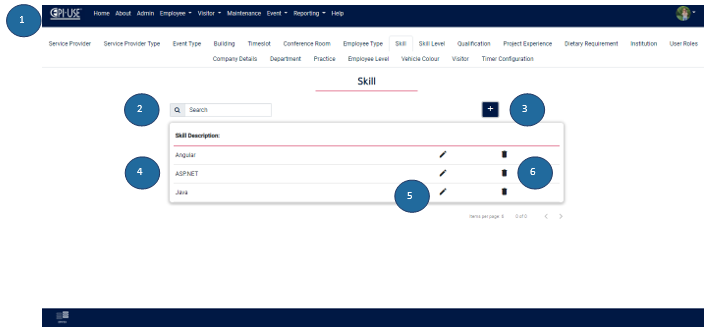 1
EPI-USE Home About Admin Employee Visitor Maintenance Event Reporting Help
Service Provider Service Provider Type Event Type Building Timeslot Conference Room Employee Type Skill Skill Level Qualification Project Experience Dietary Requirement Institution User Roles
Company Details Department Practice Employee Level Vehicle Colour Visitor Timer Configuration
Skill
2 Search + 3
Skill Description:
Angular
4 ASP.NET 6
Java 5
Items per page: 5 0 of 0 < >